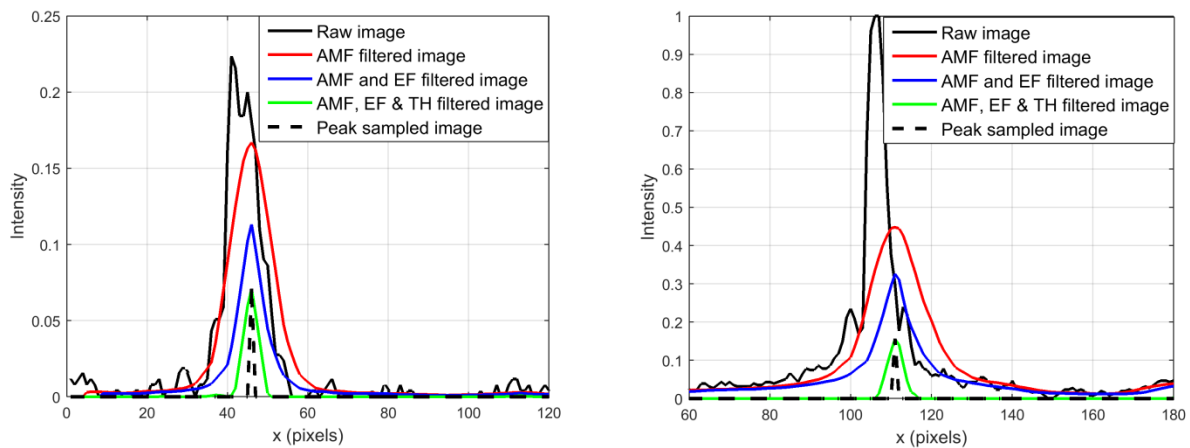 0.25
0.2
0.15
0.1
0.05
0
Intensity
0 20 40 60 80 100 120
x (pixels)
Raw image
AMF filtered image
AMF and EF filtered image
AMF, EF & TH filtered image
Peak sampled image
1
0.9
0.8
0.7
0.6
0.5
0.4
0.3
0.2
0.1
0
Intensity
60 80 100 120 140 160 180
x (pixels)
Raw image
AMF filtered image
AMF and EF filtered image
AMF, EF & TH filtered image
Peak sampled image